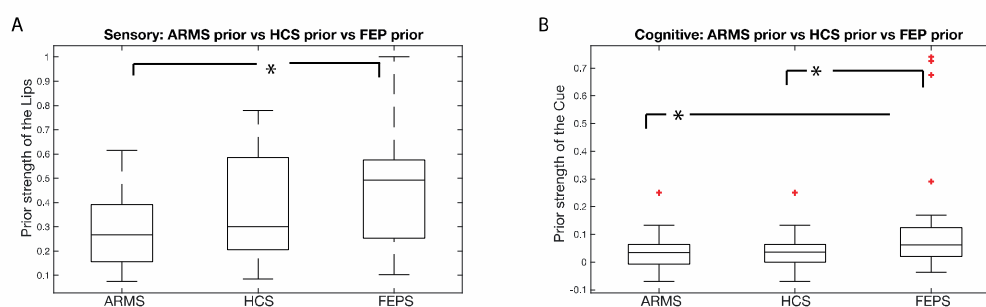 A
Sensory: ARMS prior vs HCS prior vs FEP prior
Prior strength of the Lips
1
0.9
0.8
0.7
0.6
0.5
0.4
0.3
0.2
0.1
*
ARMS HCS FEPS
B
Cognitive: ARMS prior vs HCS prior vs FEP prior
Prior strength of the Cue
0.7
0.6
0.5
0.4
0.3
0.2
0.1
0
-0.1
*
*
ARMS HCS FEPS